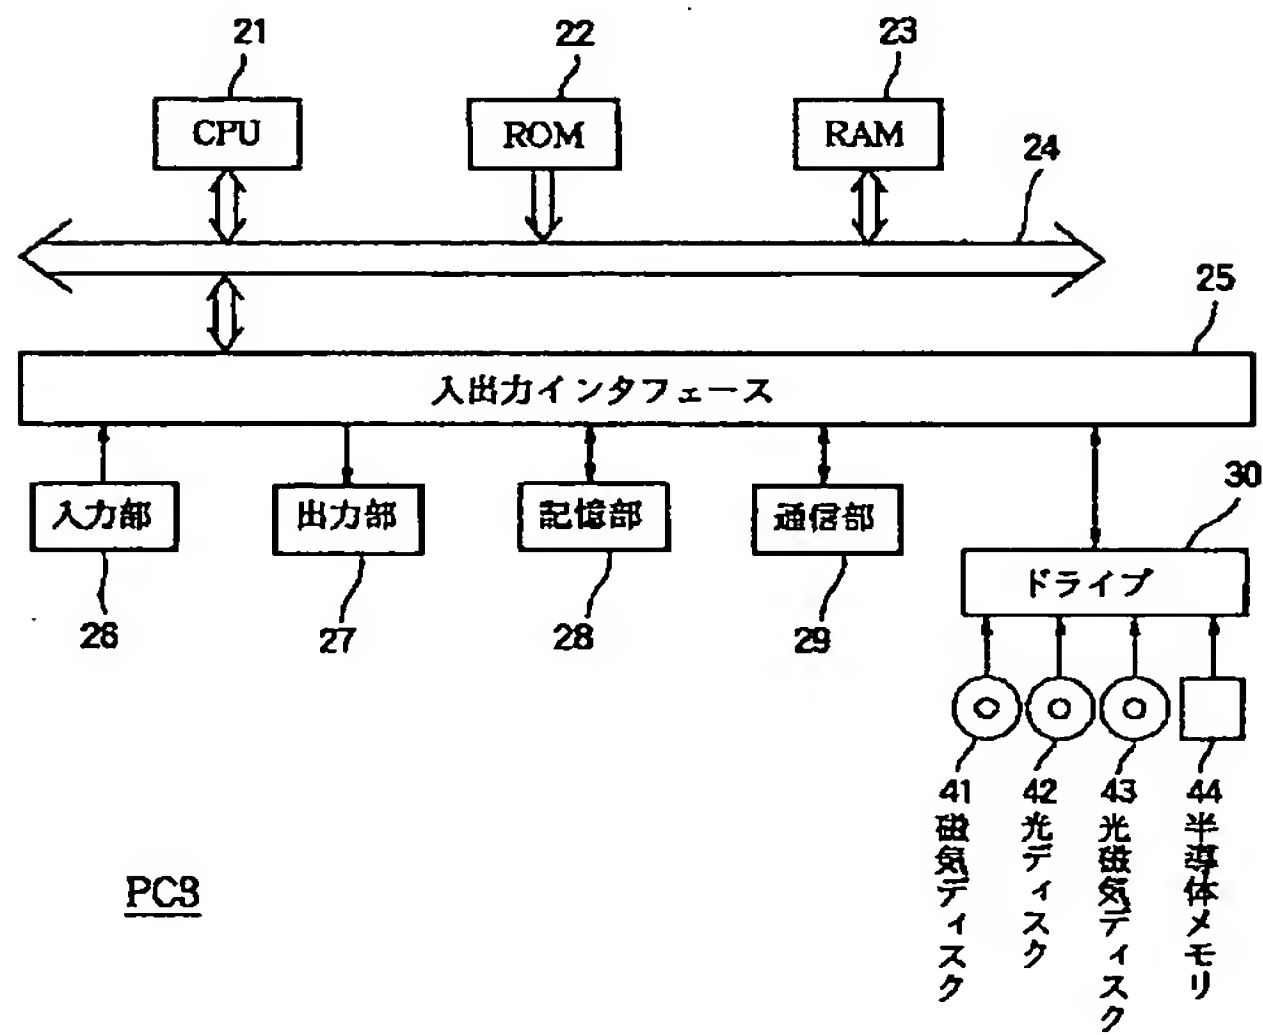 21
22
23
CPU
ROM
RAM
24
25
入出力インタフェース
入力部
出力部
記憶部
通信部
30
ドライブ
26
27
28
29
41
磁気ディスク
42
光ディスク
43
光磁気ディスク
44
半導体メモリ
PC3